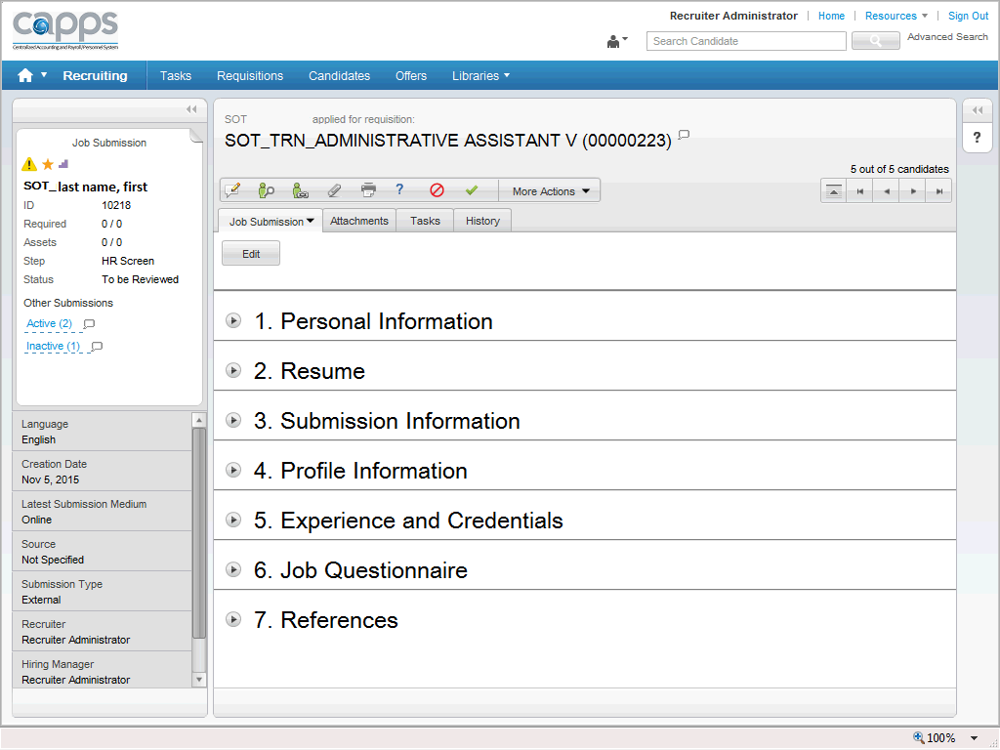 capps
Centralized Accounting and Payroll/Personnel System
Recruiter Administrator | Home | Resources | Sign Out
Search Candidate
Advanced Search
Recruiting
Tasks
Requisitions
Candidates
Offers
Libraries
Job Submission
SOT_last name, first
ID 10218
Required 0 / 0
Assets 0 / 0
Step HR Screen
Status To be Reviewed
Other Submissions
Active (2)
Inactive (1)
Language
English
Creation Date
Nov 5, 2015
Latest Submission Medium
Online
Source
Not Specified
Submission Type
External
Recruiter
Recruiter Administrator
Hiring Manager
Recruiter Administrator
SOT applied for requisition:
SOT_TRN_ADMINISTRATIVE ASSISTANT V (00000223)
5 out of 5 candidates
?
More Actions
Job Submission
Attachments
Tasks
History
Edit
1. Personal Information
2. Resume
3. Submission Information
4. Profile Information
5. Experience and Credentials
6. Job Questionnaire
7. References
?
100%